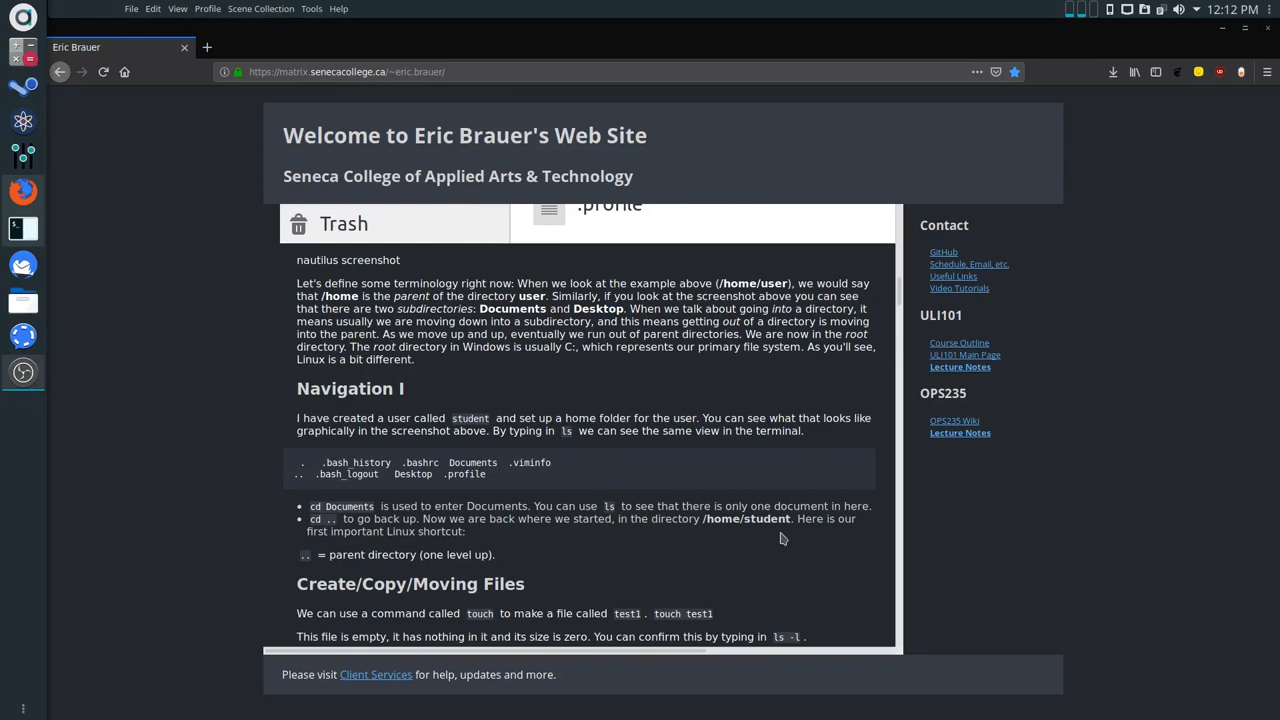 File Edit View Profile Scene Collection Tools Help
12:12 PM
Eric Brauer
https://matrix.senecacollege.ca/~eric.brauer/
Welcome to Eric Brauer's Web Site
Seneca College of Applied Arts & Technology
Trash
.profile
nautilus screenshot
Let's define some terminology right now: When we look at the example above (/home/user), we would say
that /home is the parent of the directory user. Similarly, if you look at the screenshot above you can see
that there are two subdirectories: Documents and Desktop. When we talk about going into a directory, it
means usually we are moving down into a subdirectory, and this means getting out of a directory is moving
into the parent. As we move up and up, eventually we run out of parent directories. We are now in the root
directory. The root directory in Windows is usually C:, which represents our primary file system. As you'll see,
Linux is a bit different.
Navigation I
I have created a user called student and set up a home folder for the user. You can see what that looks like
graphically in the screenshot above. By typing in ls we can see the same view in the terminal.
. .bash_history .bashrc Documents .viminfo
.. .bash_logout Desktop .profile
• cd Documents is used to enter Documents. You can use ls to see that there is only one document in here.
• cd .. to go back up. Now we are back where we started, in the directory /home/student. Here is our
first important Linux shortcut:
.. = parent directory (one level up).
Create/Copy/Moving Files
We can use a command called touch to make a file called test1. touch test1
This file is empty, it has nothing in it and its size is zero. You can confirm this by typing in ls -l.
Contact
GitHub
Schedule, Email, etc.
Useful Links
Video Tutorials
ULI101
Course Outline
ULI101 Main Page
Lecture Notes
OPS235
OPS235 Wiki
Lecture Notes
Please visit Client Services for help, updates and more.